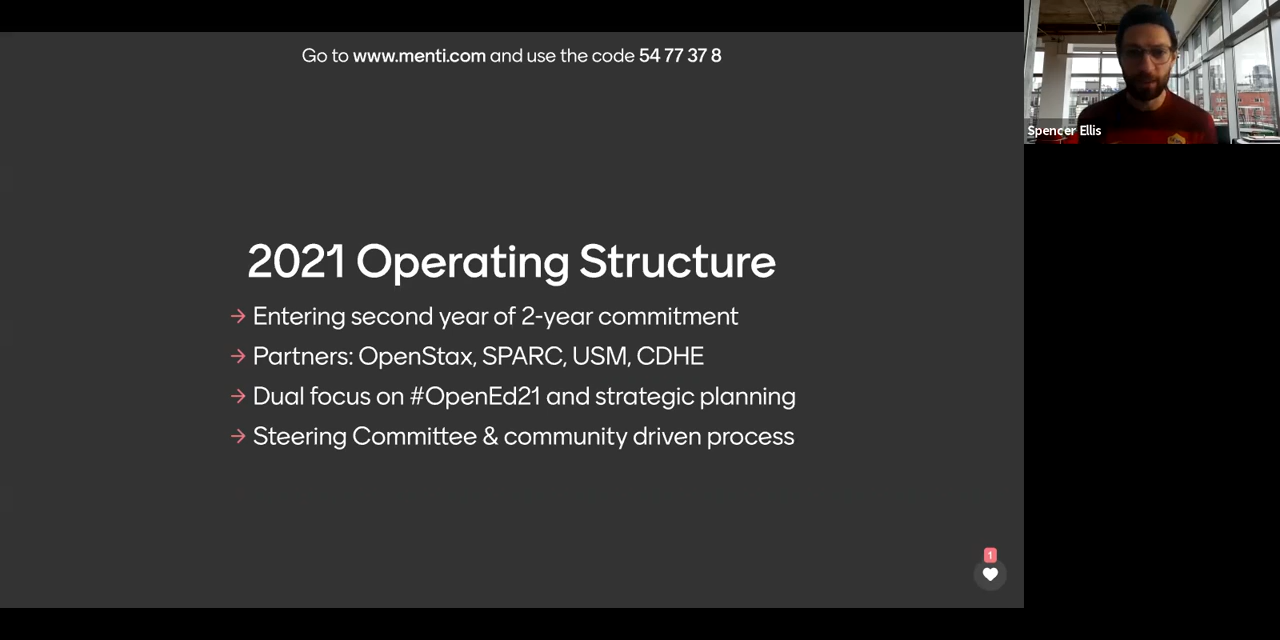 Go to www.menti.com and use the code 54 77 37 8
Spencer Ellis
2021 Operating Structure
→ Entering second year of 2-year commitment
→ Partners: OpenStax, SPARC, USM, CDHE
→ Dual focus on #OpenEd21 and strategic planning
→ Steering Committee & community driven process
1